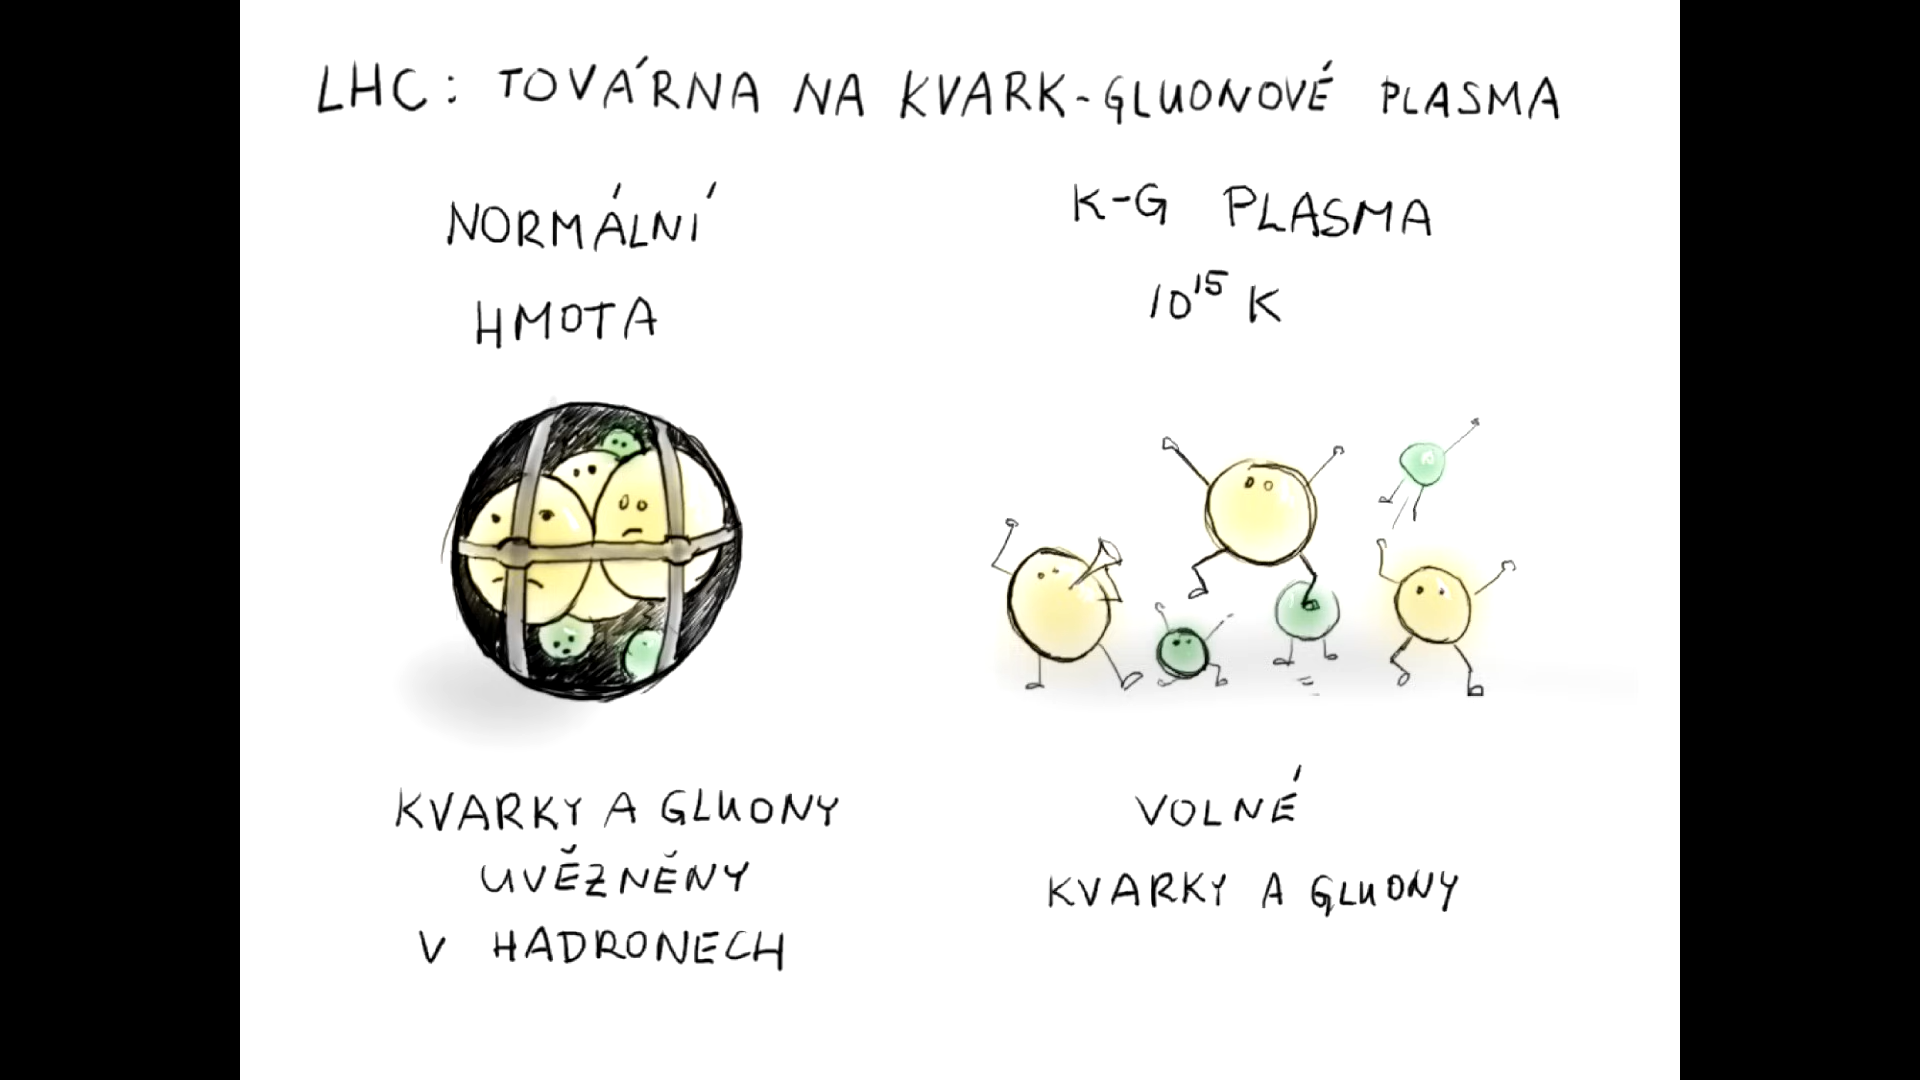 LHC: TOVÁRNA NA KVARK-GLUONOVÉ PLASMA
NORMÁLNÍ
HMOTA
KVARKY A GLUONY
UVĚZNĚNY
V HADRONECH
K-G PLASMA
10¹⁵ K
VOLNÉ
KVARKY A GLUONY